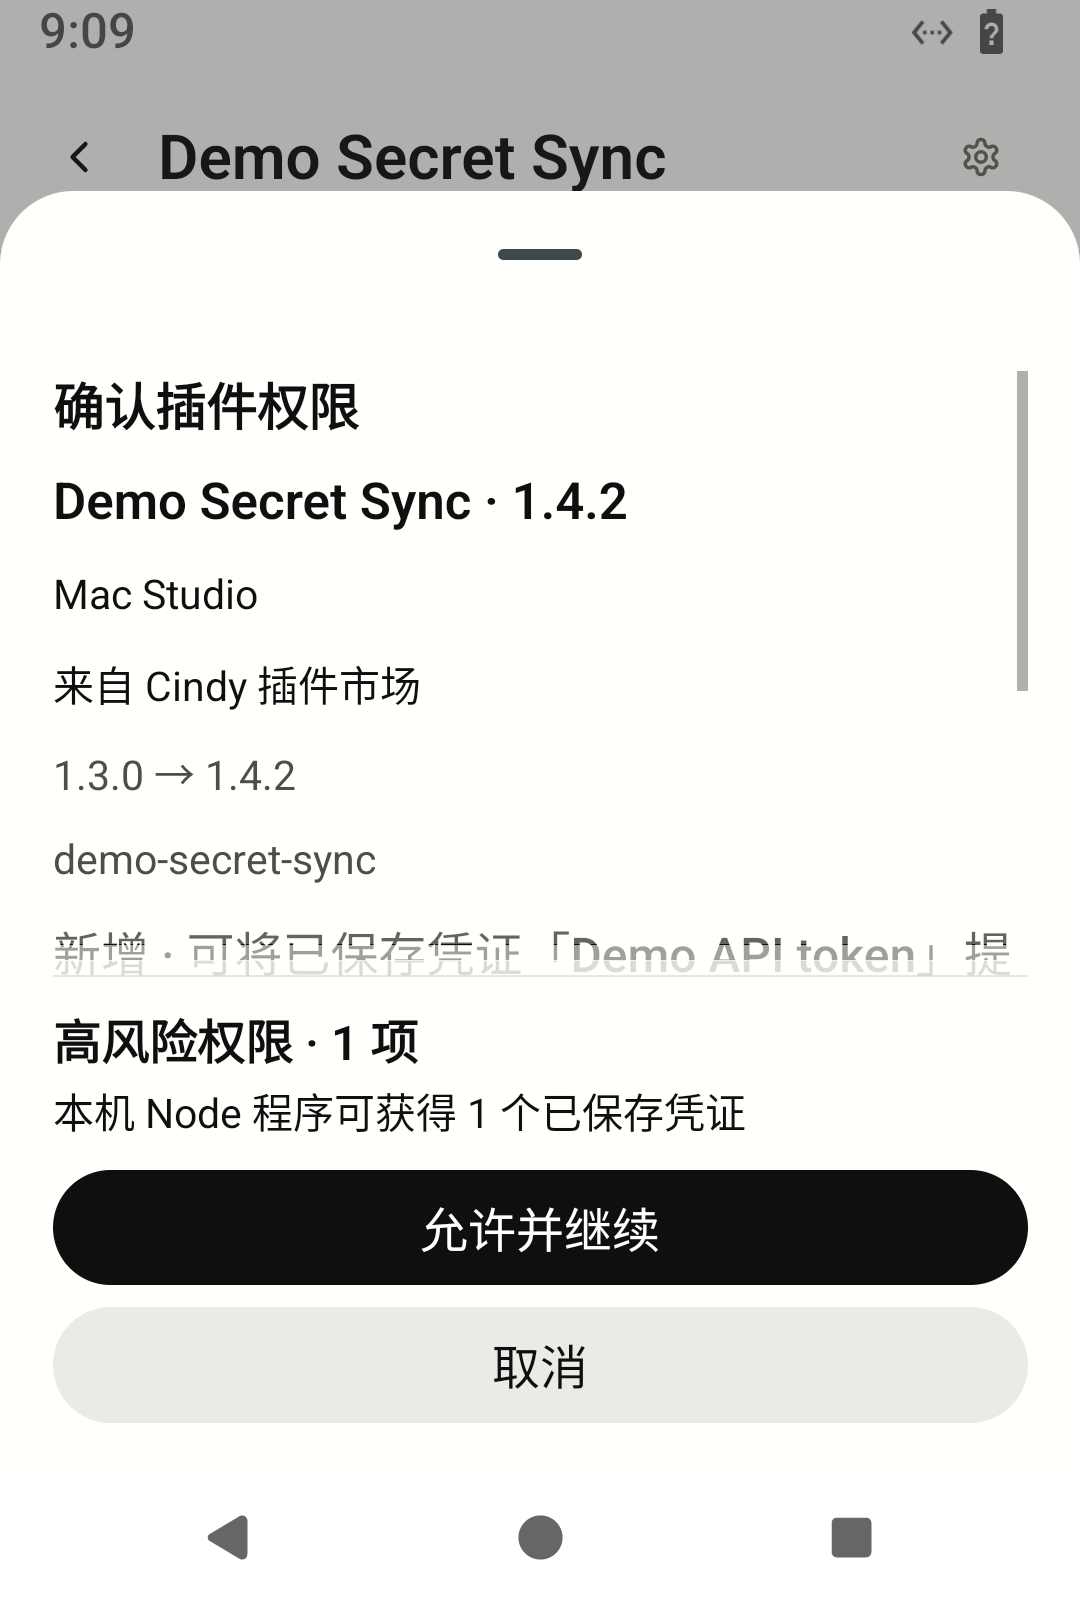 9:09
Demo Secret Sync
确认插件权限
Demo Secret Sync · 1.4.2
Mac Studio
来自 Cindy 插件市场
1.3.0 → 1.4.2
demo-secret-sync
新增 · 可将已保存凭证「Demo API token」提
高风险权限 · 1 项
本机 Node 程序可获得 1 个已保存凭证
允许并继续
取消